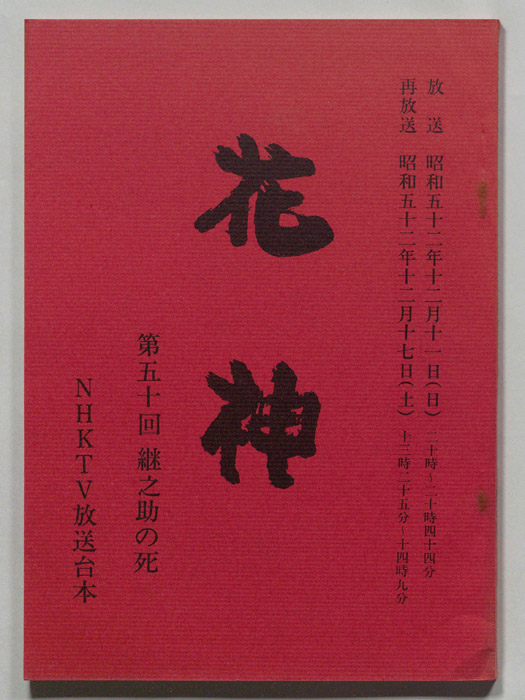 放送 昭和五十二年十二月十一日(日) 二十時~二十時四十四分
再放送 昭和五十二年十二月十七日(土) 十三時二十五分~十四時九分
花神
第五十回 継之助の死
NHKTV放送台本